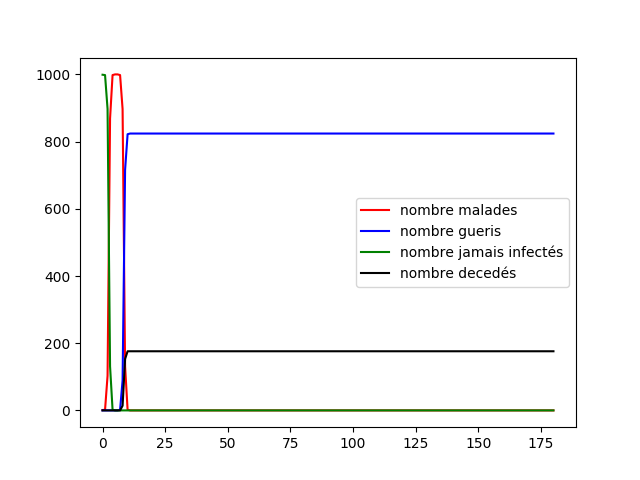 1000
800
600
400
200
0
nombre malades
nombre gueris
nombre jamais infectés
nombre decedés
0 25 50 75 100 125 150 175